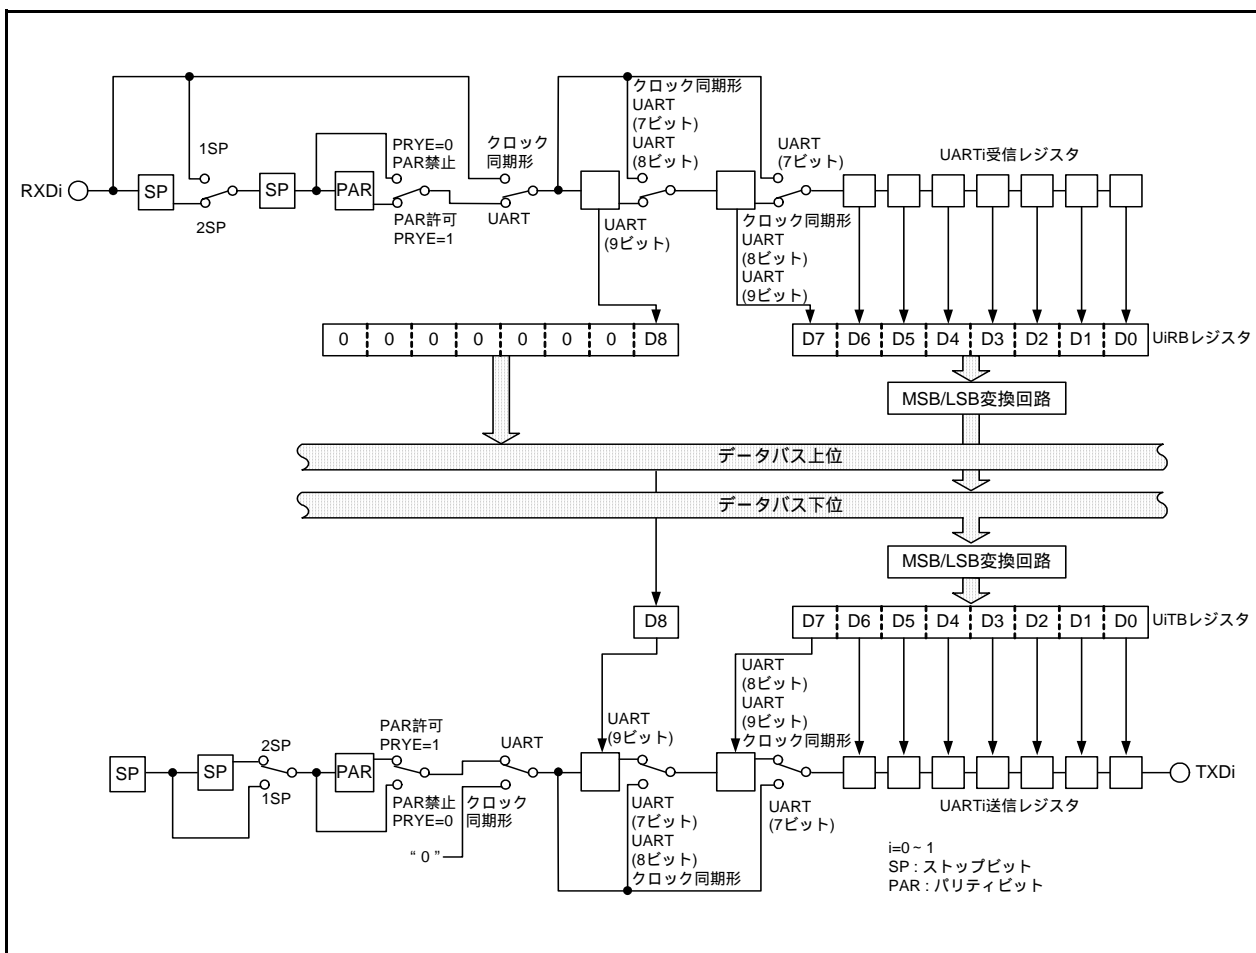 クロック同期形
UART
(7ビット)
UART
(8ビット)
1SP
PRYE=0
PAR禁止
クロック
同期形
UART
(7ビット)
UARTi受信レジスタ
RXDi
SP
SP
PAR
2SP
PAR許可
PRYE=1
UART
UART
(9ビット)
クロック同期形
UART
(8ビット)
UART
(9ビット)
0 0 0 0 0 0 0 D8
D7 D6 D5 D4 D3 D2 D1 D0
UiRBレジスタ
MSB/LSB変換回路
データバス上位
データバス下位
MSB/LSB変換回路
D8
D7 D6 D5 D4 D3 D2 D1 D0
UiTBレジスタ
UART
(8ビット)
UART
(9ビット)
クロック同期形
PAR許可
PRYE=1
UART
UART
(9ビット)
2SP
SP
SP
PAR
TXDi
1SP
PAR禁止
PRYE=0
クロック
同期形
UART
(7ビット)
UART
(8ビット)
クロック同期形
UART
(7ビット)
UARTi送信レジスタ
“ 0 ”
i=0 ~ 1
SP : ストップビット
PAR : パリティビット